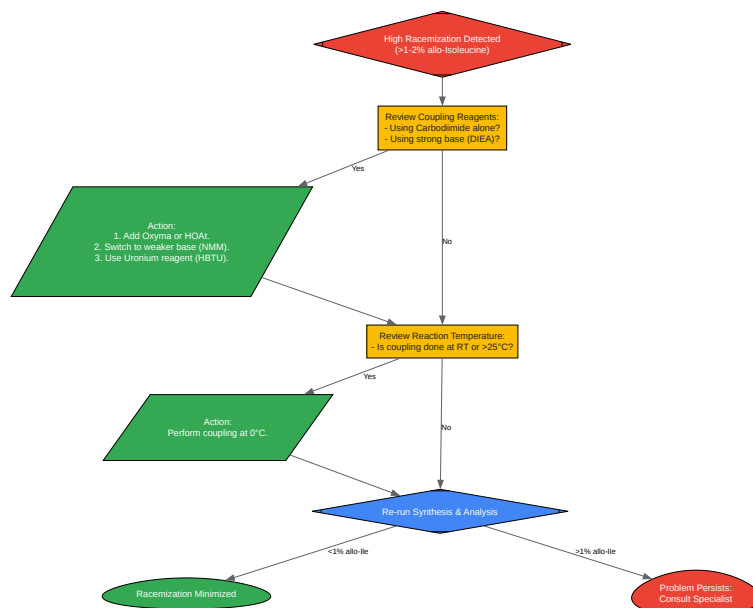 High Racemization Detected
(>1-2% allo-Isoleucine)
Review Coupling Reagents:
- Using Carbodiimide alone?
- Using strong base (DIEA)?
Yes
Action:
1. Add Oxyma or HOAt.
2. Switch to weaker base (NMM).
3. Use Uronium reagent (HBTU).
No
Review Reaction Temperature:
- Is coupling done at RT or >25°C?
Yes
Action:
Perform coupling at 0°C.
No
Re-run Synthesis & Analysis
<1% allo-Ile
>1% allo-Ile
Racemization Minimized
Problem Persists:
Consult Specialist